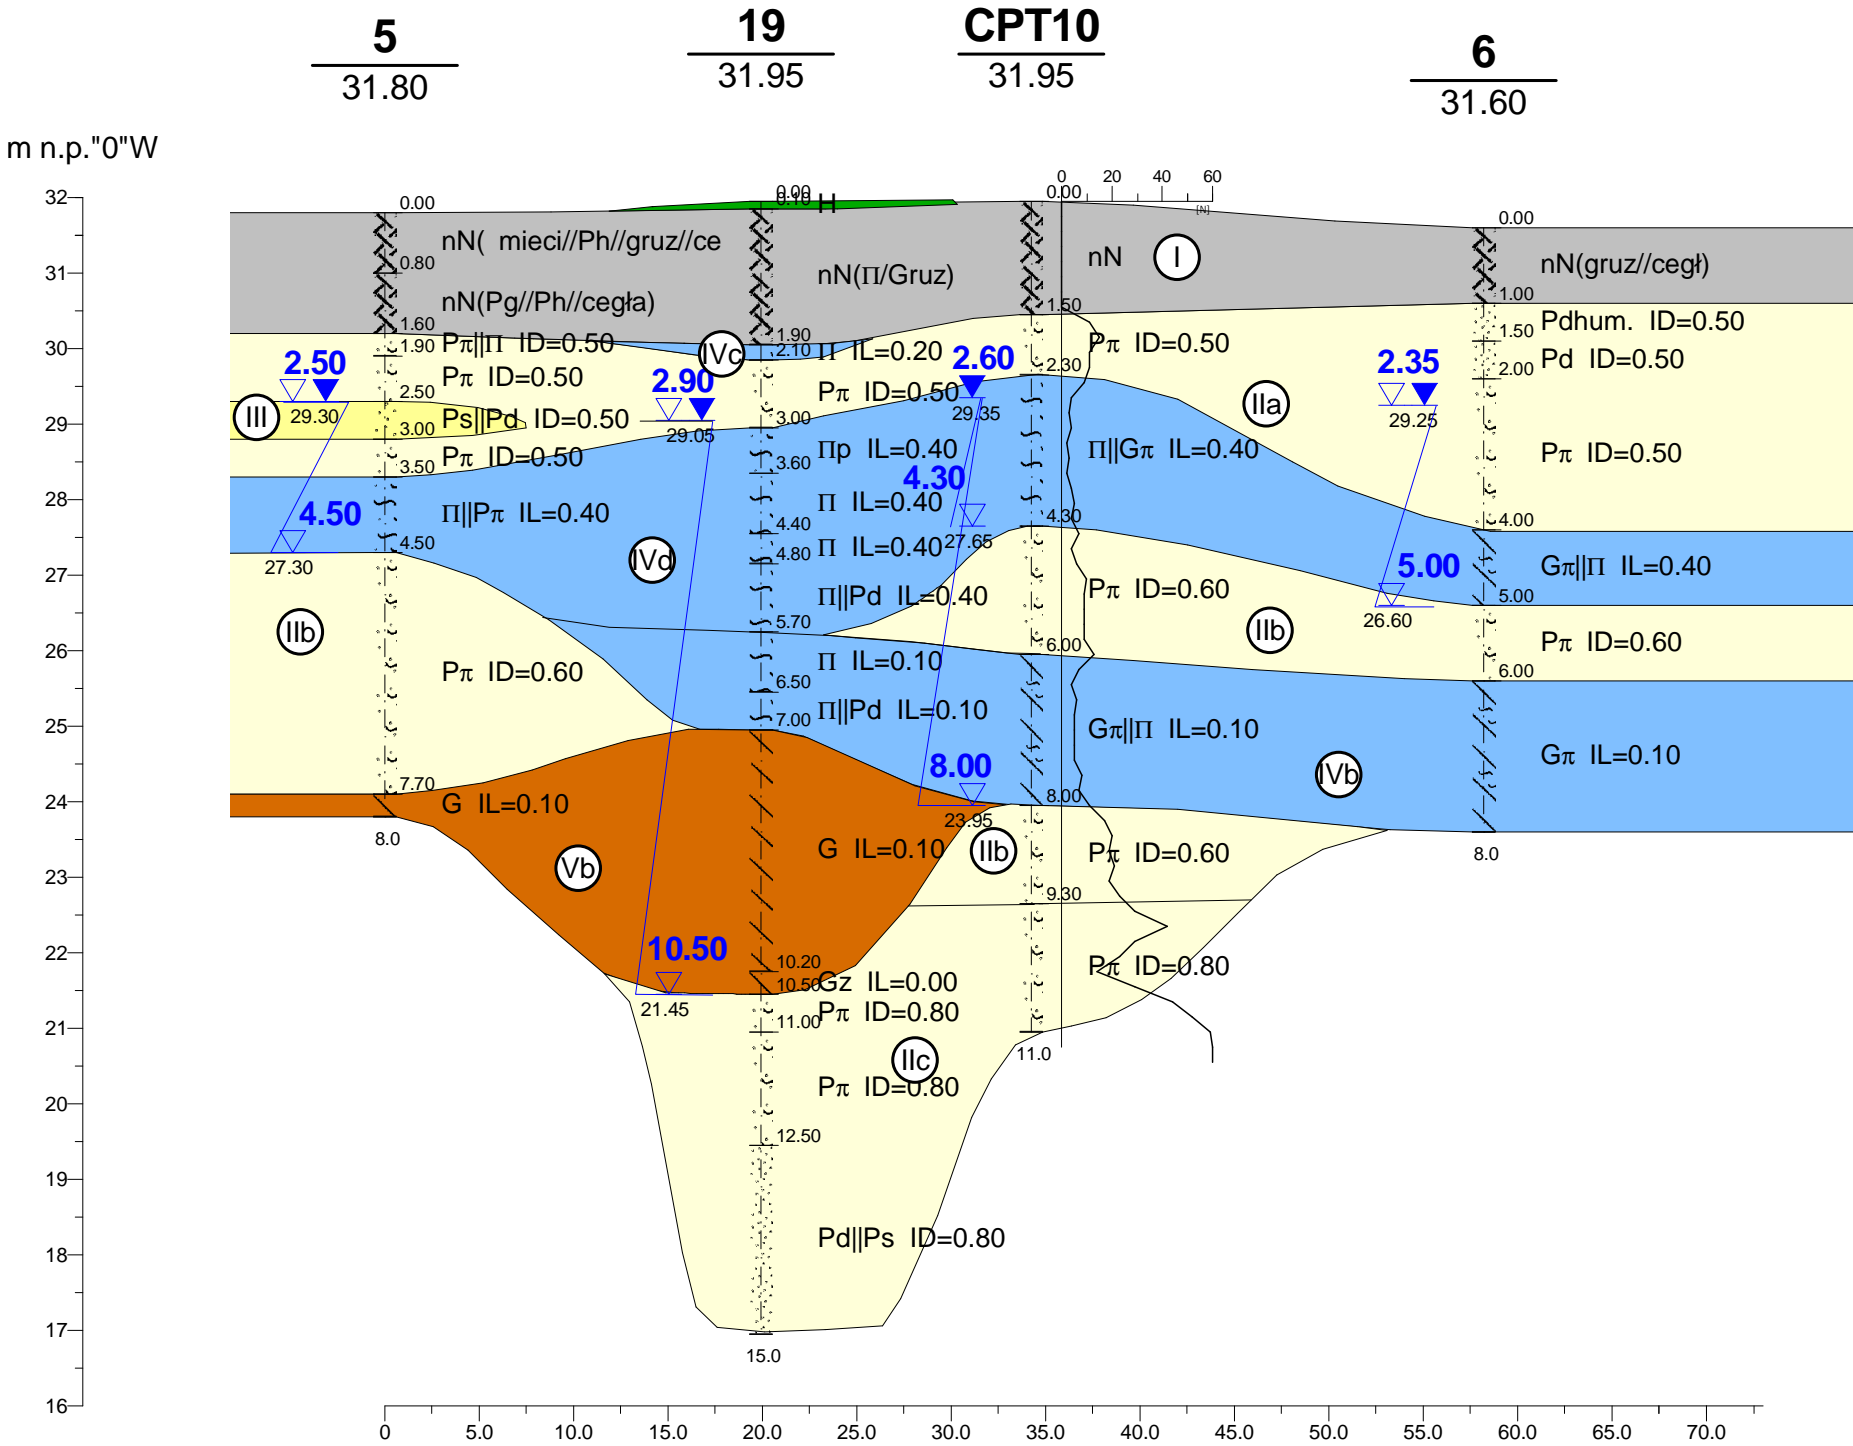 5
31.80
19
31.95
CPT10
31.95
6
31.60
m n.p."0"W
32
31
30
29
28
27
26
25
24
23
22
21
20
19
18
17
16
0.00
0.80
1.60
1.90
2.50
3.00
3.50
4.50
7.70
8.0
nN( mieci//Ph//gruz//ce
nN(Pg//Ph//cegła)
Pπ||Π ID=0.50
Pπ ID=0.50
Ps||Pd ID=0.50
Pπ ID=0.50
Π||Pπ IL=0.40
Pπ ID=0.60
G IL=0.10
2.50
29.30
4.50
27.30
III
IIb
0.00
0.10
1.90
2.10
3.00
3.60
4.40
4.80
5.70
6.50
7.00
10.20
10.50
11.00
12.50
15.0
H
nN(Π/Gruz)
Π IL=0.20
Pπ ID=0.50
Πp IL=0.40
Π IL=0.40
Π IL=0.40
Π||Pd IL=0.40
Π IL=0.10
Π||Pd IL=0.10
G IL=0.10
Gz IL=0.00
Pπ ID=0.80
Pπ ID=0.80
Pd||Ps ID=0.80
IVc
2.90
29.05
IVd
Vb
10.50
21.45
IIc
0 20 40 60
[N]
0.00
1.50
2.30
4.30
6.00
8.00
9.30
11.0
nN
Pπ ID=0.50
Π||Gπ IL=0.40
Pπ ID=0.60
Gπ||Π IL=0.10
Pπ ID=0.60
Pπ ID=0.80
2.60
29.35
4.30
27.65
8.00
23.95
IIb
I
IIa
IIb
IVb
0.00
1.00
1.50
2.00
4.00
5.00
6.00
8.0
nN(gruz//cegł)
Pdhum. ID=0.50
Pd ID=0.50
Pπ ID=0.50
Gπ||Π IL=0.40
Pπ ID=0.60
Gπ IL=0.10
2.35
29.25
5.00
26.60
0 5.0 10.0 15.0 20.0 25.0 30.0 35.0 40.0 45.0 50.0 55.0 60.0 65.0 70.0